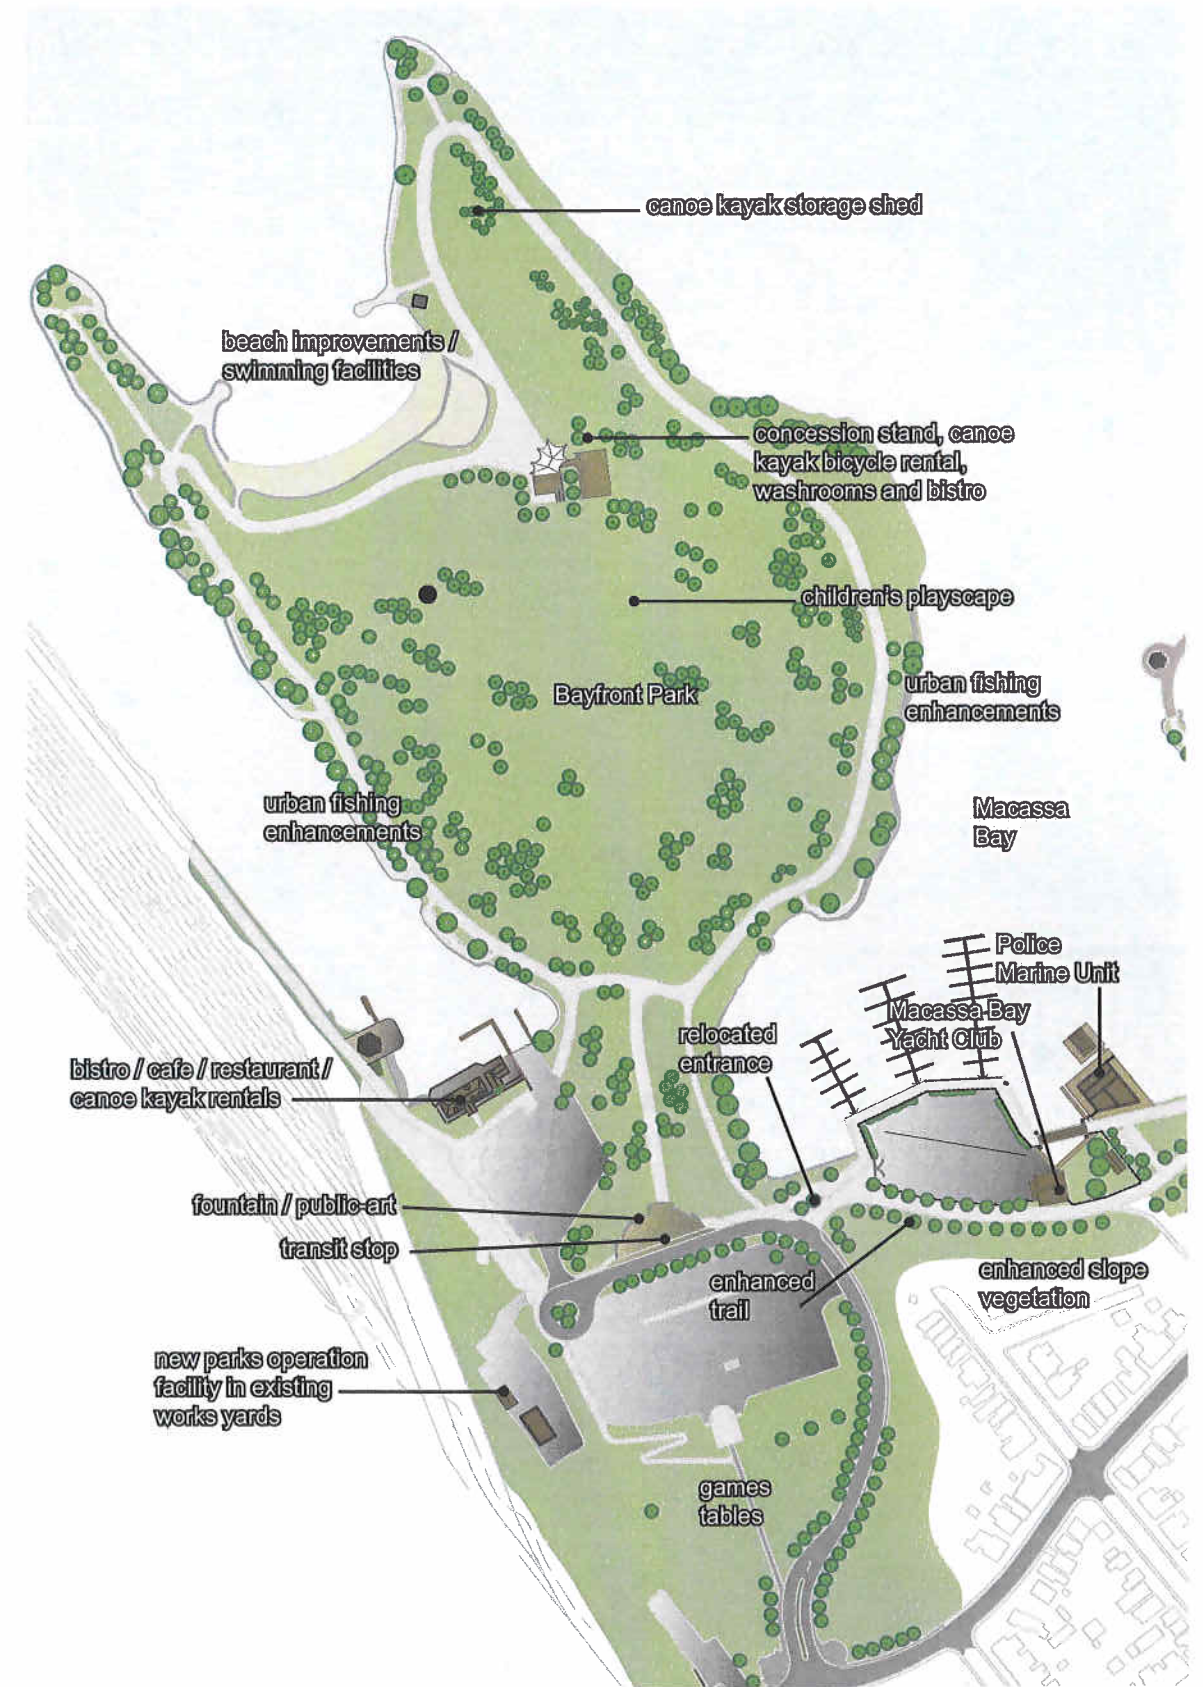 canoe kayak storage shed
beach improvements /
swimming facilities
concession stand, canoe
kayak bicycle rental,
washrooms and bistro
children's playscape
Bayfront Park
urban fishing
enhancements
urban fishing
enhancements
Macassa
Bay
Police
Marine Unit
Macassa Bay
Yacht Club
relocated
entrance
bistro / cafe / restaurant /
canoe kayak rentals
fountain / public-art
transit stop
enhanced
trail
enhanced slope
vegetation
new parks operation
facility in existing
works yards
games
tables